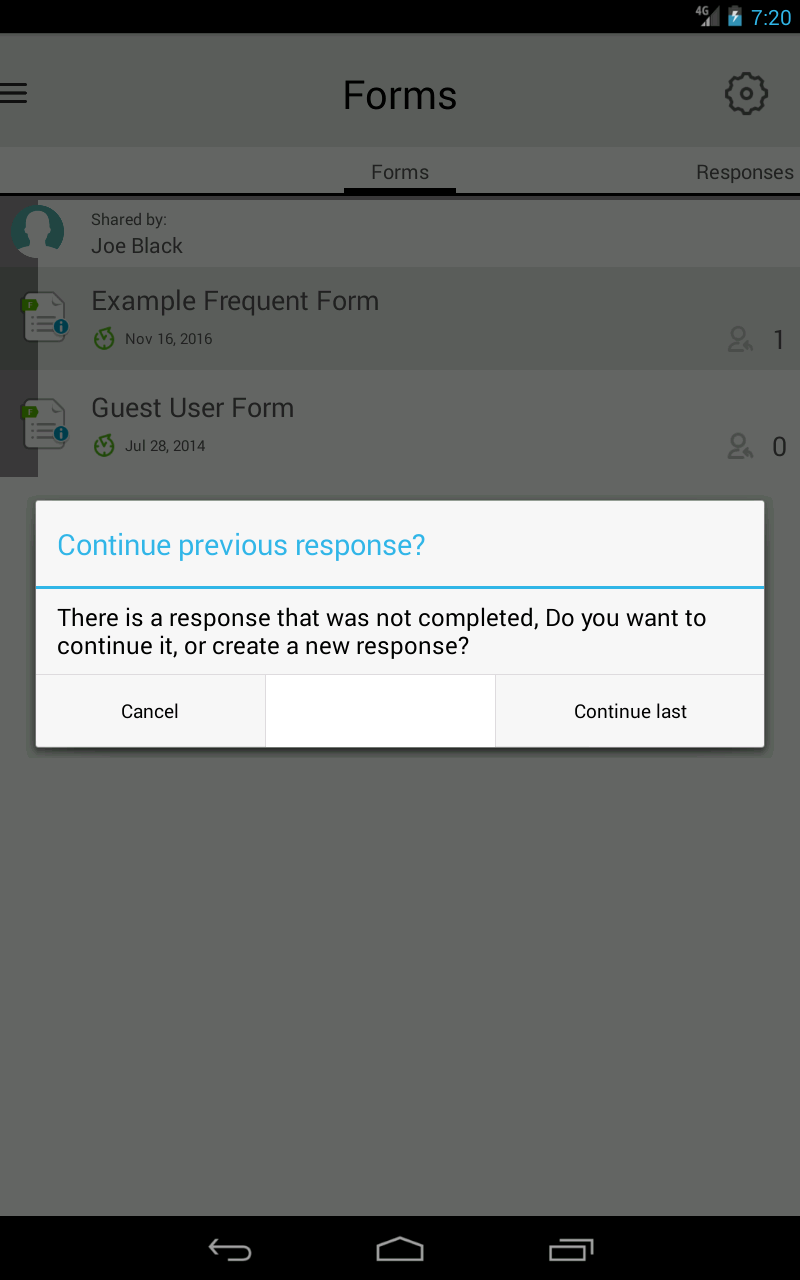 4G 7:20
Forms
Forms Responses
Shared by:
Joe Black
Example Frequent Form
Nov 16, 2016 1
Guest User Form
Jul 28, 2014 0
Continue previous response?
There is a response that was not completed, Do you want to
continue it, or create a new response?
Cancel Continue last